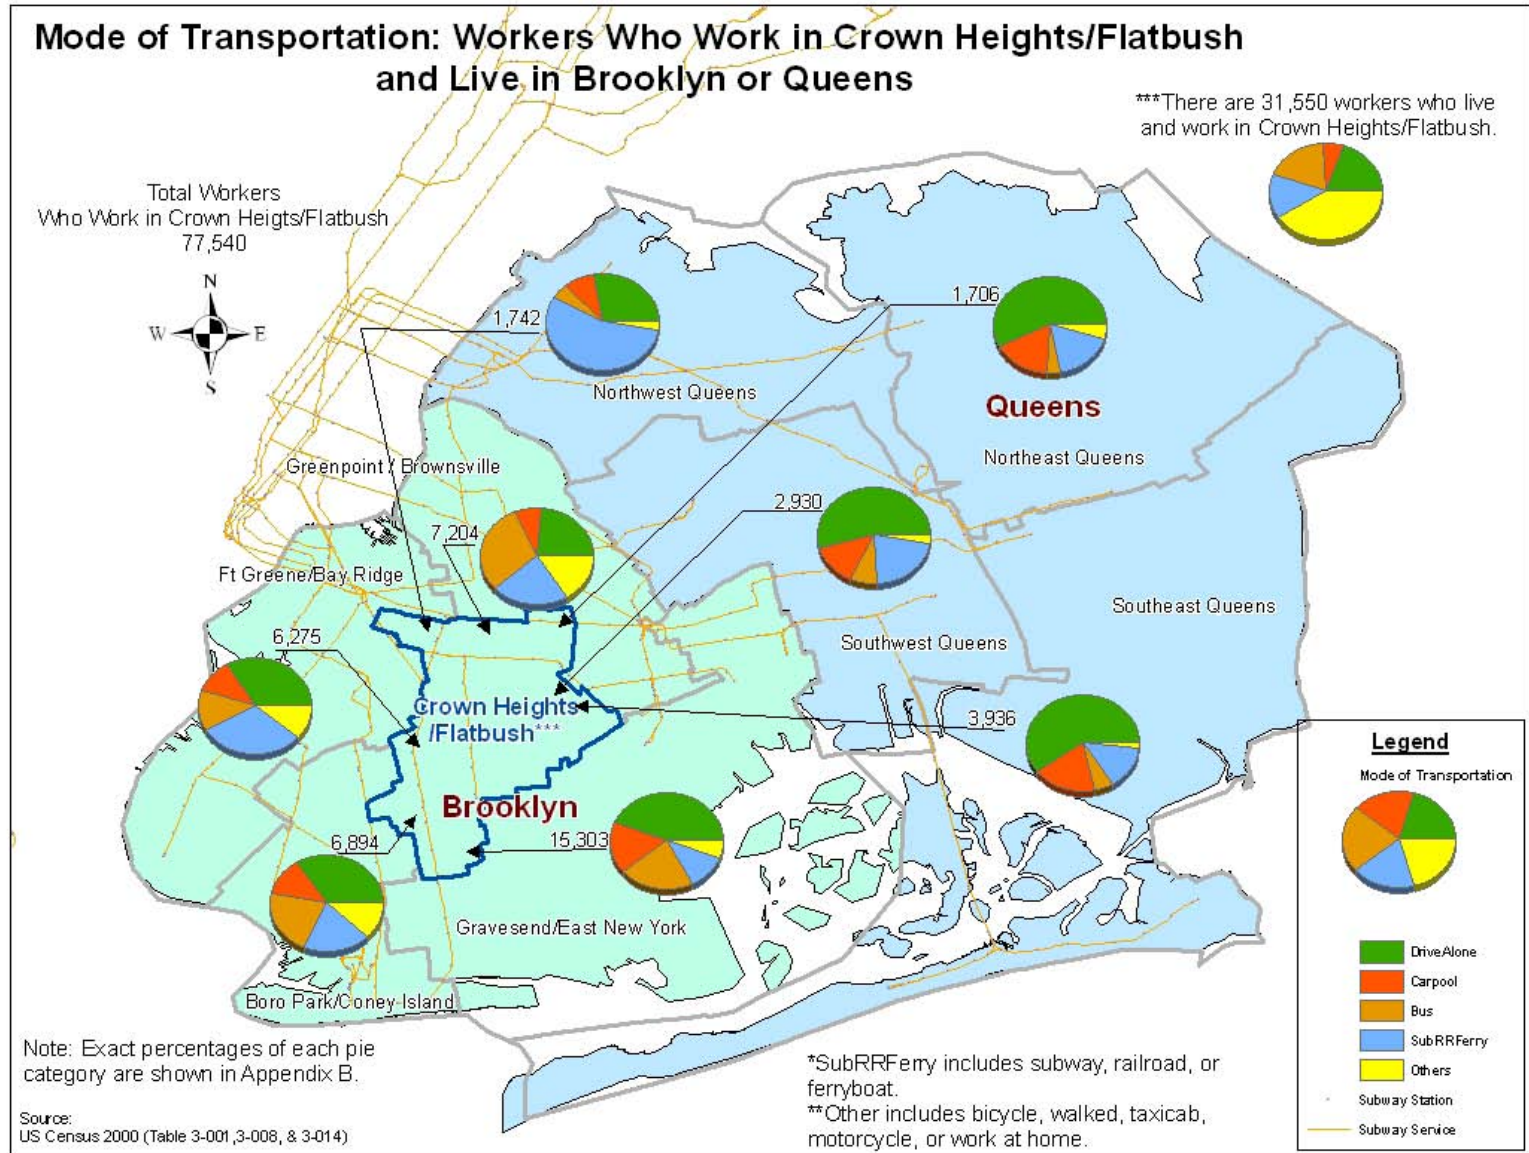 Mode of Transportation: Workers Who Work in Crown Heights/Flatbush
and Live in Brooklyn or Queens
***There are 31,550 workers who live
and work in Crown Heights/Flatbush.
Total Workers
Who Work in Crown Heigts/Flatbush
77,540
N
W
E
S
1,742
1,706
Northwest Queens
Queens
Northeast Queens
Greenpoint / Brownsville
2,930
7,204
Ft Greene/Bay Ridge
Southeast Queens
6,275
Southwest Queens
Crown Heights
/Flatbush***
3,936
Brooklyn
6,894
15,303
Gravesend/East New York
Boro Park/Coney Island
Legend
Mode of Transportation
DriveAlone
Carpool
Bus
SubRRFerry
Others
Subway Station
Subway Service
Note: Exact percentages of each pie
category are shown in Appendix B.
Source:
US Census 2000 (Table 3-001,3-008, & 3-014)
*SubRRFerry includes subway, railroad, or
ferryboat.
**Other includes bicycle, walked, taxicab,
motorcycle, or work at home.